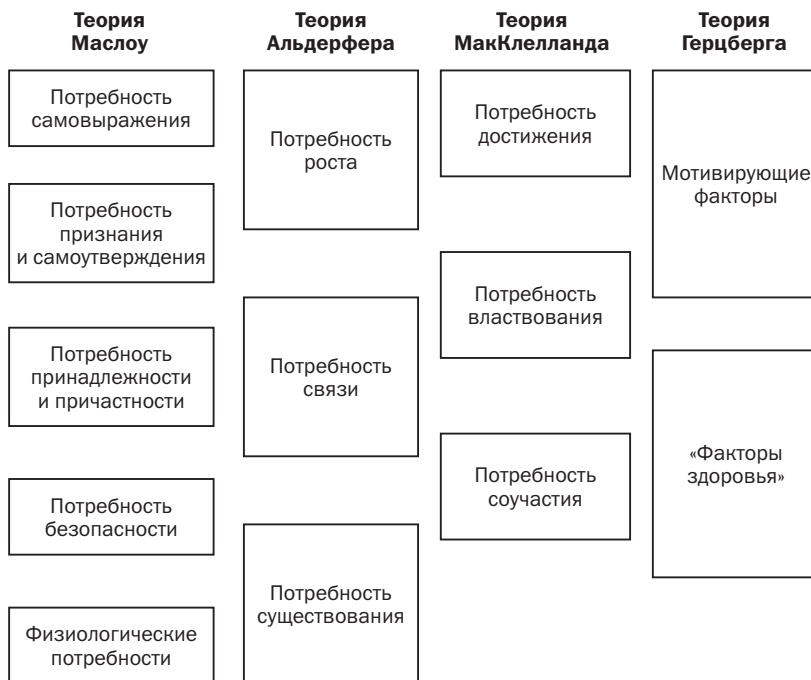 Теория
Маслоу
Потребность
самовыражения
Потребность
признания
и самоутверждения
Потребность
принадлежности
и причастности
Потребность
безопасности
Физиологические
потребности
Теория
Альдерфера
Потребность
роста
Потребность
связи
Потребность
существования
Теория
МакКлелланда
Потребность
достижения
Потребность
властвования
Потребность
соучастия
Теория
Герцберга
Мотивирующие
факторы
«Факторы
здоровья»